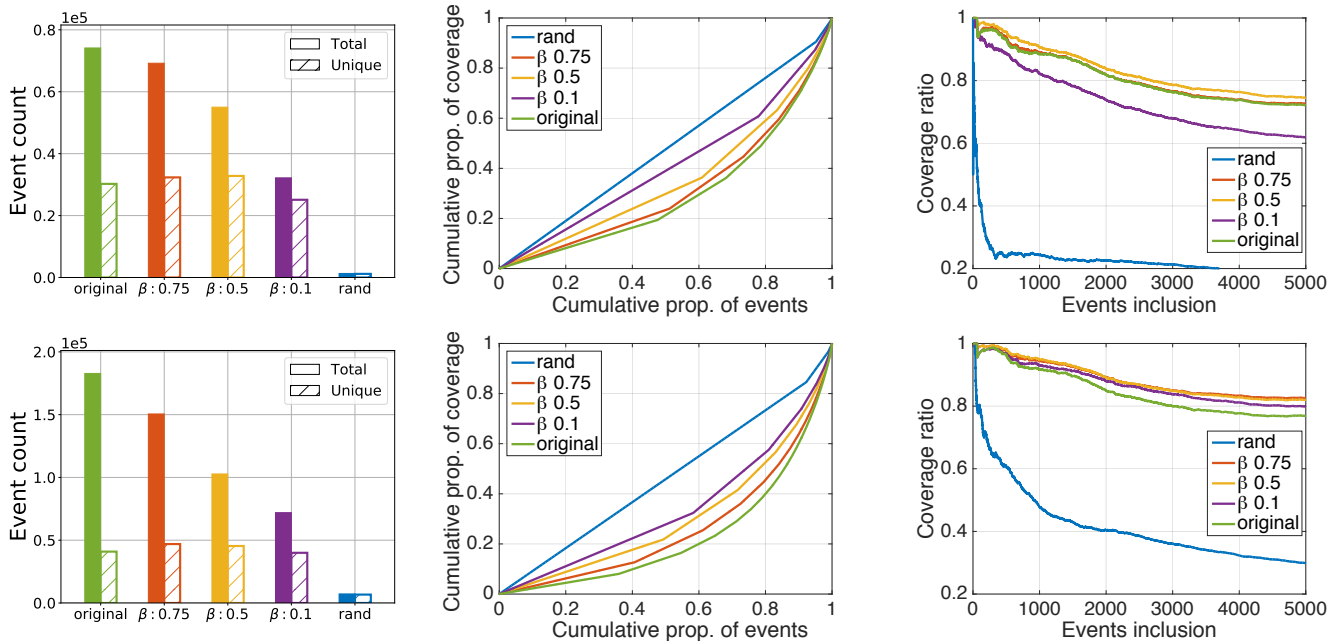 1e5
0.8
0.6
0.4
0.2
0.0
Event count
Total
Unique
original
β : 0.75
β : 0.5
β : 0.1
rand
1
0.8
0.6
0.4
0.2
0
Cumulative prop. of coverage
rand
β 0.75
β 0.5
β 0.1
original
0 0.2 0.4 0.6 0.8 1
Cumulative prop. of events
1
0.8
0.6
0.4
0.2
Coverage ratio
rand
β 0.75
β 0.5
β 0.1
original
0 1000 2000 3000 4000 5000
Events inclusion
1e5
2.0
1.5
1.0
0.5
0.0
Event count
Total
Unique
original
β : 0.75
β : 0.5
β : 0.1
rand
1
0.8
0.6
0.4
0.2
0
Cumulative prop. of coverage
rand
β 0.75
β 0.5
β 0.1
original
0 0.2 0.4 0.6 0.8 1
Cumulative prop. of events
1
0.8
0.6
0.4
0.2
Coverage ratio
rand
β 0.75
β 0.5
β 0.1
original
0 1000 2000 3000 4000 5000
Events inclusion